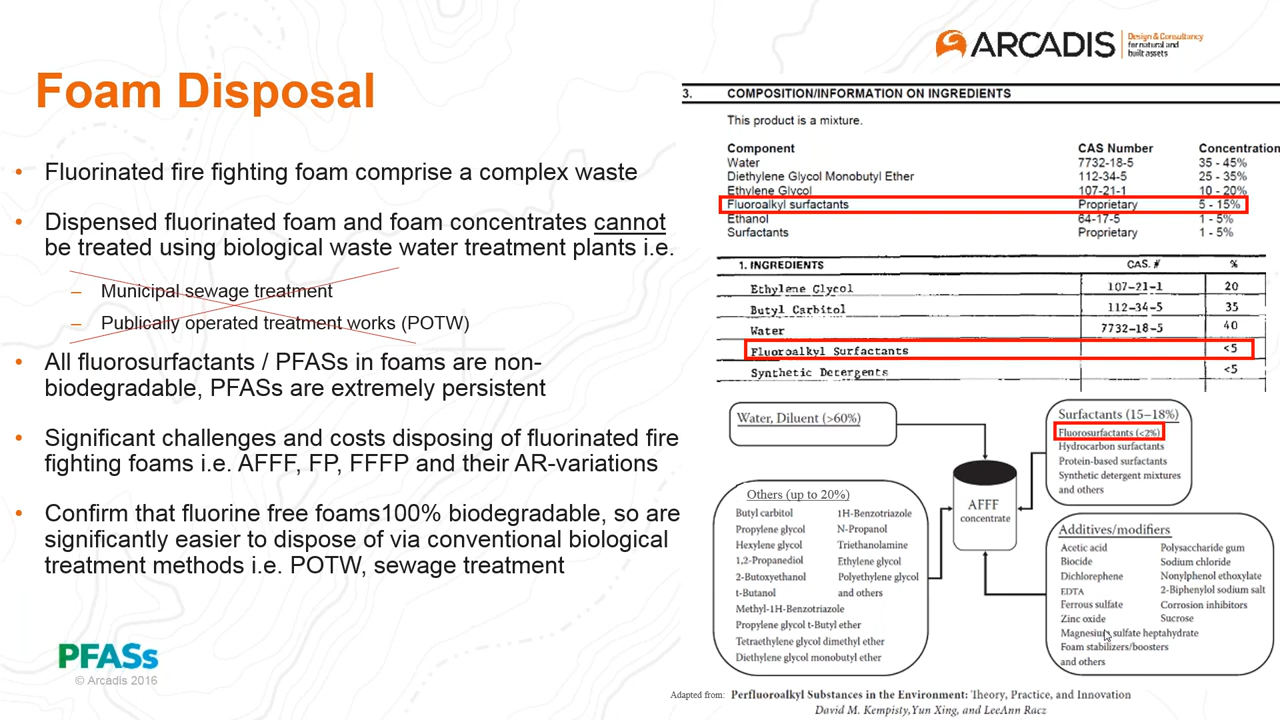 ARCADIS
Design & Consultancy
for natural and
built assets
Foam Disposal
• Fluorinated fire fighting foam comprise a complex waste
• Dispensed fluorinated foam and foam concentrates cannot
be treated using biological waste water treatment plants i.e.
– Municipal sewage treatment
– Publically operated treatment works (POTW)
• All fluorosurfactants / PFASs in foams are non-
biodegradable, PFASs are extremely persistent
• Significant challenges and costs disposing of fluorinated fire
fighting foams i.e. AFFF, FP, FFFP and their AR-variations
• Confirm that fluorine free foams100% biodegradable, so are
significantly easier to dispose of via conventional biological
treatment methods i.e. POTW, sewage treatment
PFASs
© Arcadis 2016
3. COMPOSITION/INFORMATION ON INGREDIENTS
This product is a mixture.
Component CAS Number Concentration
Water 7732-18-5 35 - 45%
Diethylene Glycol Monobutyl Ether 112-34-5 25 - 35%
Ethylene Glycol 107-21-1 10 - 20%
Fluoroalkyl surfactants Proprietary 5 - 15%
Ethanol 64-17-5 1 - 5%
Surfactants Proprietary 1 - 5%
1. INGREDIENTS CAS. # %
Ethylene Glycol 107-21-1 20
Butyl Carbitol 112-34-5 35
Water 7732-18-5 40
Fluoroalkyl Surfactants <5
Synthetic Detergents <5
Water, Diluent (>60%)
Surfactants (15–18%)
Fluorosurfactants (<2%)
Hydrocarbon surfactants
Protein-based surfactants
Synthetic detergent mixtures
and others
AFFF
concentrate
Others (up to 20%)
Butyl carbitol 1H-Benzotriazole
Propylene glycol N-Propanol
Hexylene glycol Triethanolamine
1,2-Propanediol Ethylene glycol
2-Butoxyethanol Polyethylene glycol
t-Butanol and others
Methyl-1H-Benzotriazole
Propylene glycol t-Butyl ether
Tetraethylene glycol dimethyl ether
Diethylene glycol monobutyl ether
Additives/modifiers
Acetic acid Polysaccharide gum
Biocide Sodium chloride
Dichlorephene Nonylphenol ethoxylate
EDTA 2-Biphenylol sodium salt
Ferrous sulfate Corrosion inhibitors
Zinc oxide Sucrose
Magnesium sulfate heptahydrate
Foam stabilizers/boosters
and others
Adapted from: Perfluoroalkyl Substances in the Environment: Theory, Practice, and Innovation
David M. Kempisty,Yun Xing, and LeeAnn Racz